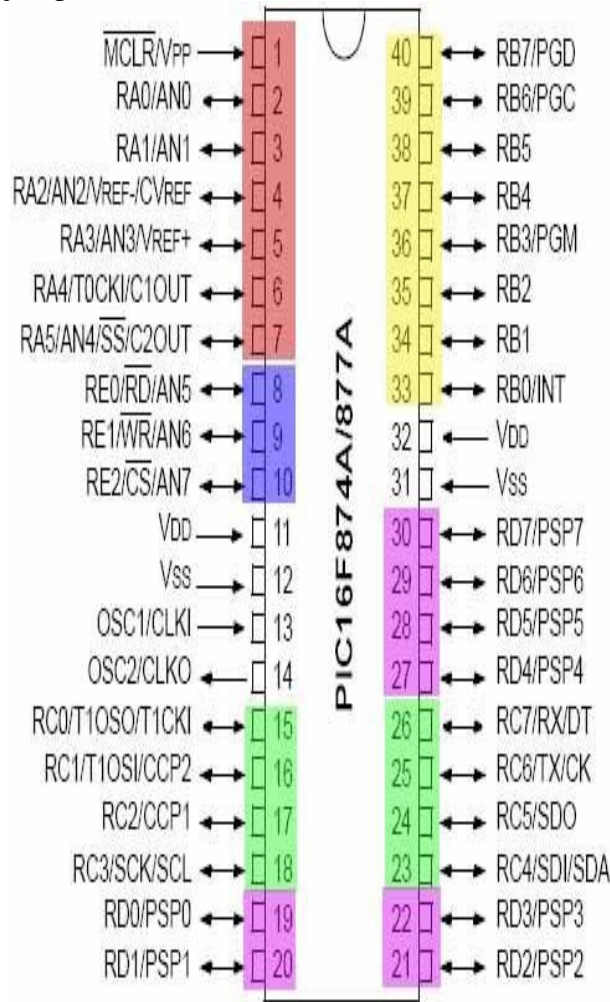 MCLR/VPP 1 40 RB7/PGD
RA0/AN0 2 39 RB6/PGC
RA1/AN1 3 38 RB5
RA2/AN2/VREF-/CVREF 4 37 RB4
RA3/AN3/VREF+ 5 36 RB3/PGM
RA4/T0CKI/C1OUT 6 35 RB2
RA5/AN4/SS/C2OUT 7 34 RB1
RE0/RD/AN5 8 33 RB0/INT
RE1/WR/AN6 9 32 VDD
RE2/CS/AN7 10 31 VSS
VDD 11 30 RD7/PSP7
VSS 12 29 RD6/PSP6
OSC1/CLKI 13 28 RD5/PSP5
OSC2/CLKO 14 27 RD4/PSP4
RC0/T1OSO/T1CKI 15 26 RC7/RX/DT
RC1/T1OSI/CCP2 16 25 RC6/TX/CK
RC2/CCP1 17 24 RC5/SDO
RC3/SCK/SCL 18 23 RC4/SDI/SDA
RD0/PSP0 19 22 RD3/PSP3
RD1/PSP1 20 21 RD2/PSP2
PIC16F874A/877A